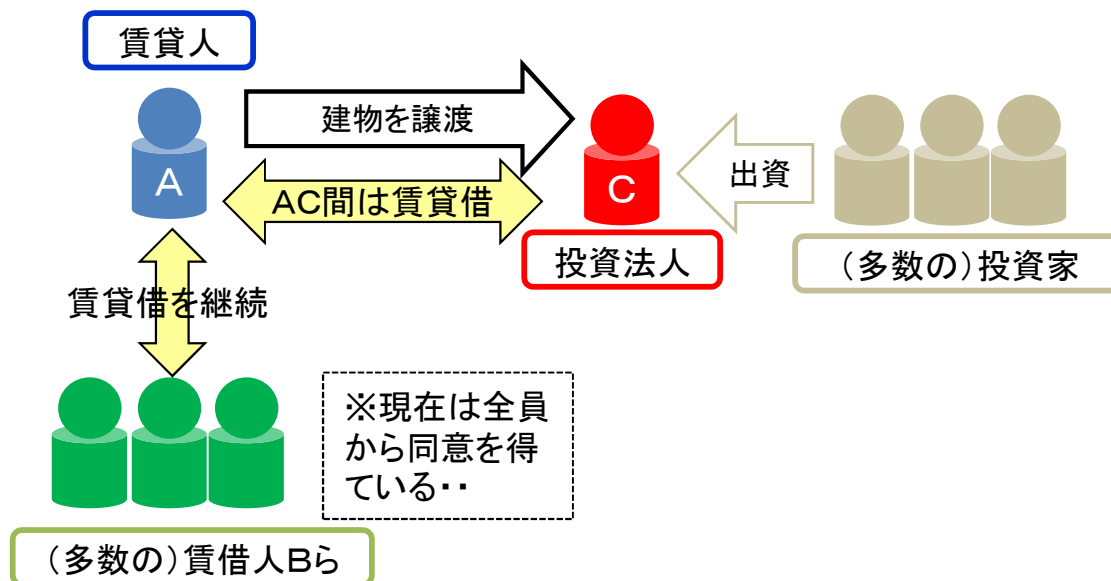 賃貸人
建物を譲渡
A
AC間は賃貸借
C
出資
投資法人
（多数の）投資家
賃貸借を継続
※現在は全員
から同意を得
ている・・
（多数の）賃借人Bら